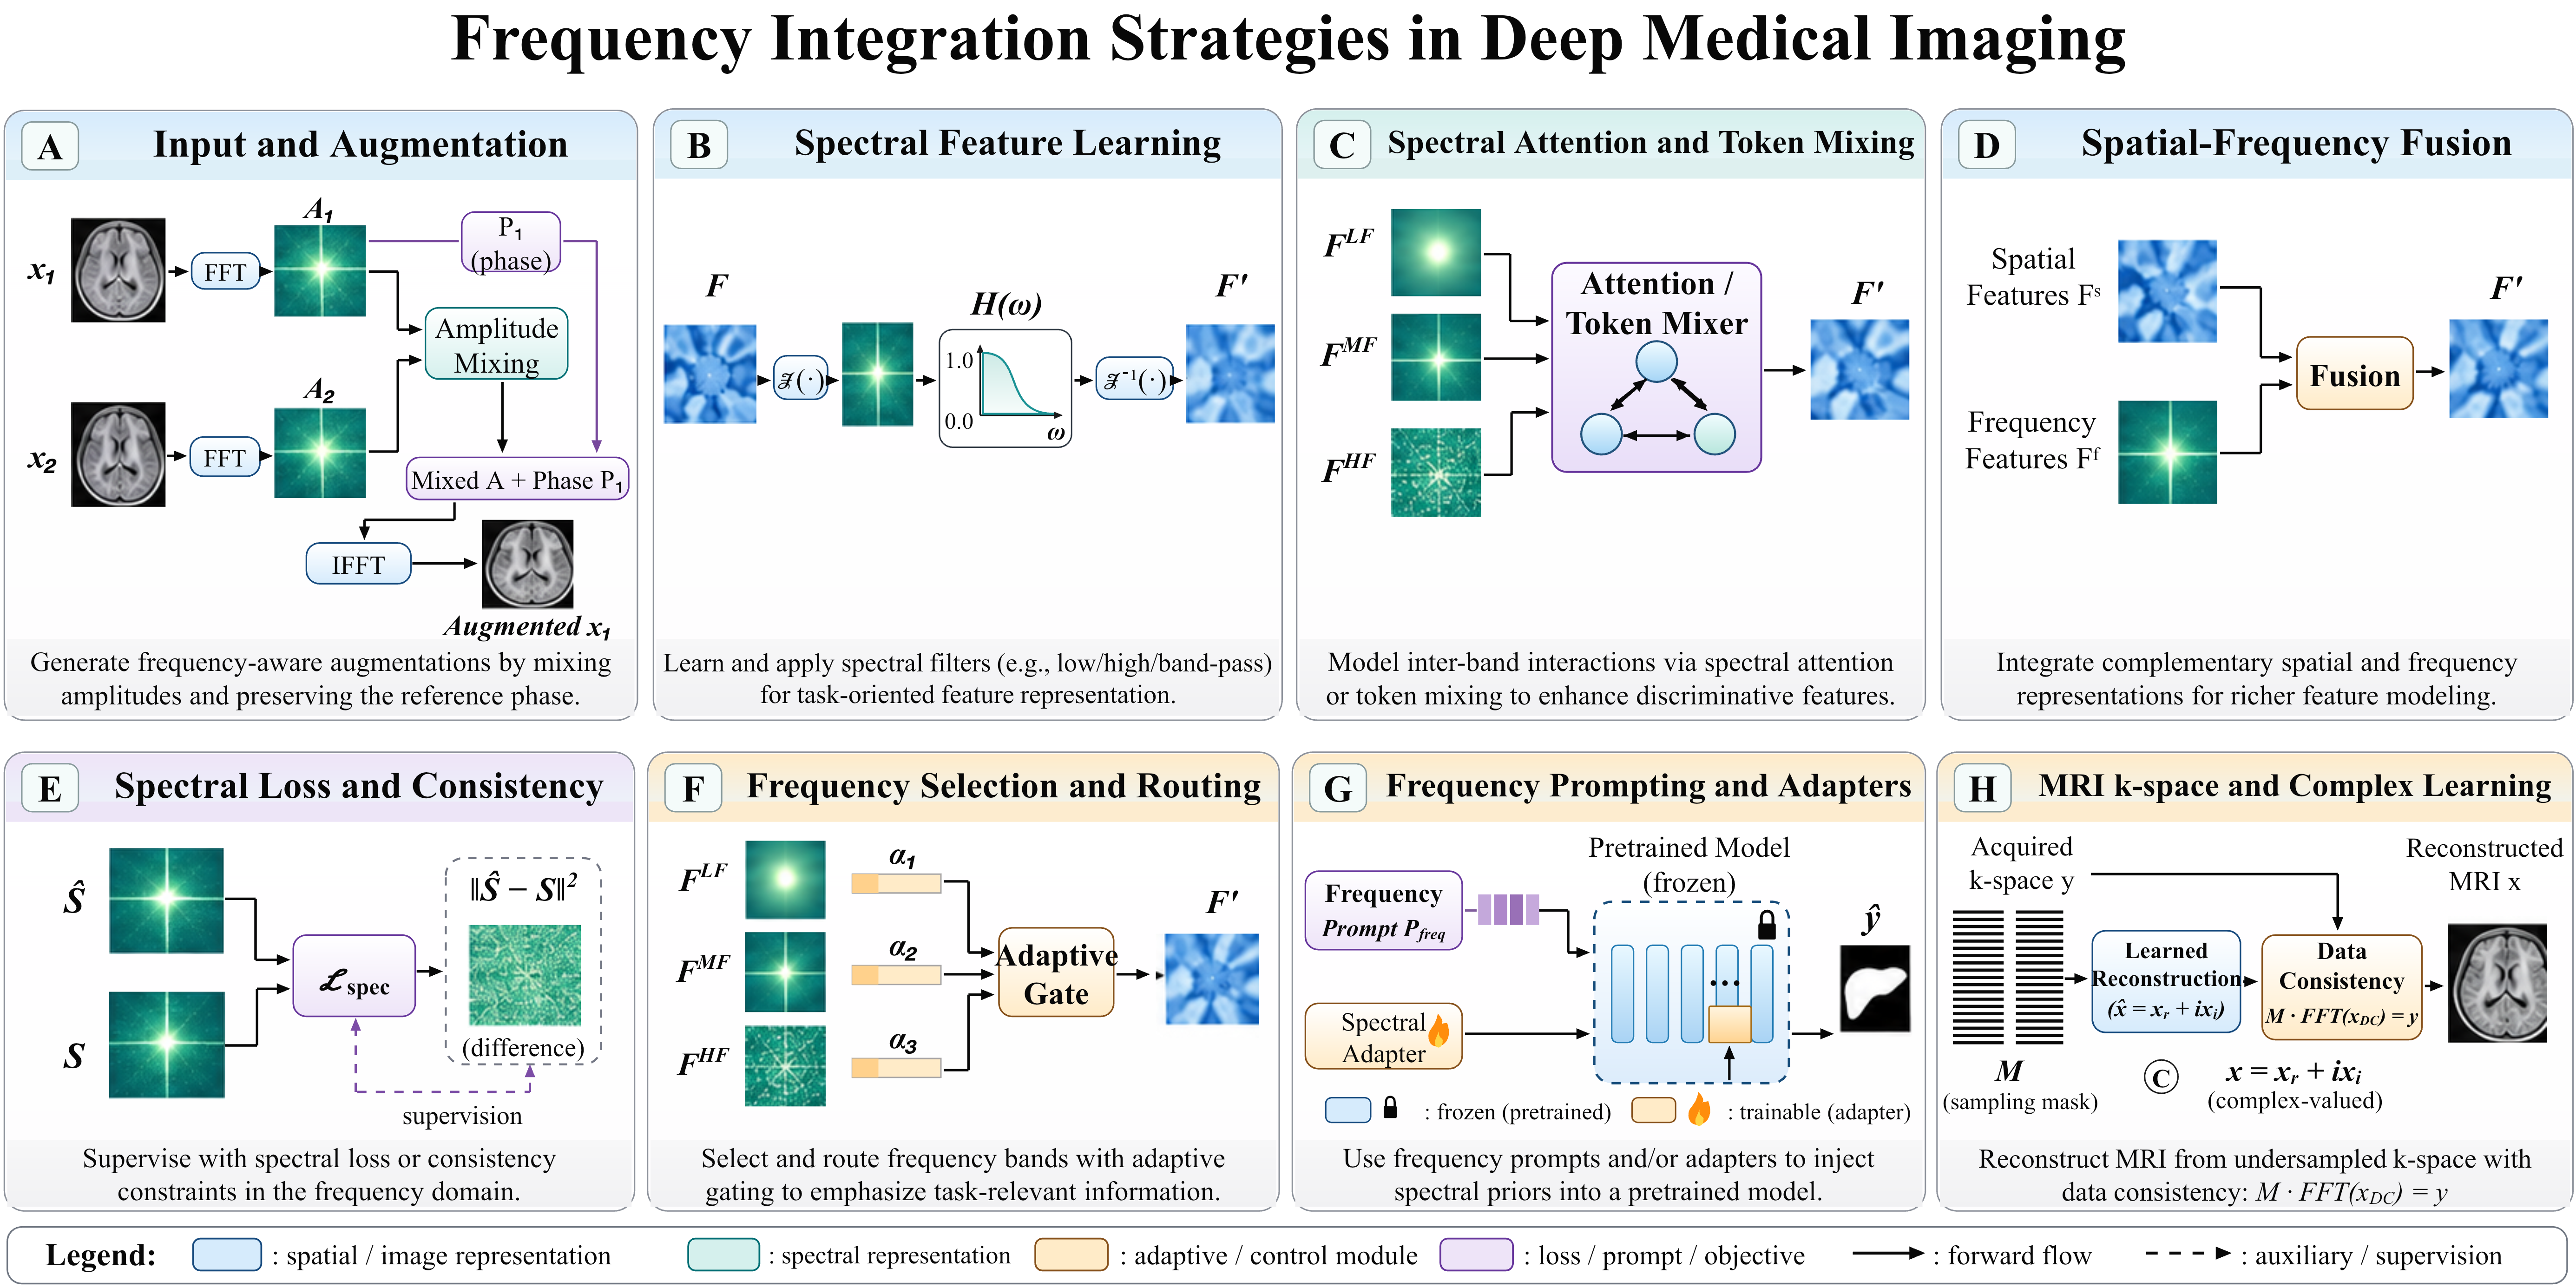 Frequency Integration Strategies in Deep Medical Imaging
A Input and Augmentation
x₁
FFT
A₁
P₁
(phase)
Amplitude
Mixing
x₂
FFT
A₂
Mixed A + Phase P₁
IFFT
Augmented x₁
Generate frequency-aware augmentations by mixing
amplitudes and preserving the reference phase.
B Spectral Feature Learning
F
ℱ(·)
H(ω)
1.0
0.0
ω
ℱ⁻¹(·)
F'
Learn and apply spectral filters (e.g., low/high/band-pass)
for task-oriented feature representation.
C Spectral Attention and Token Mixing
F^LF
F^MF
F^HF
Attention /
Token Mixer
F'
Model inter-band interactions via spectral attention
or token mixing to enhance discriminative features.
D Spatial-Frequency Fusion
Spatial
Features Fˢ
Frequency
Features Fᶠ
Fusion
F'
Integrate complementary spatial and frequency
representations for richer feature modeling.
E Spectral Loss and Consistency
Ŝ
S
ℒ spec
‖Ŝ − S‖²
(difference)
supervision
Supervise with spectral loss or consistency
constraints in the frequency domain.
F Frequency Selection and Routing
F^LF
F^MF
F^HF
α₁
α₂
α₃
Adaptive
Gate
F'
Select and route frequency bands with adaptive
gating to emphasize task-relevant information.
G Frequency Prompting and Adapters
Frequency
Prompt P_freq
Spectral
Adapter
Pretrained Model
(frozen)
...
ŷ
: frozen (pretrained)
: trainable (adapter)
Use frequency prompts and/or adapters to inject
spectral priors into a pretrained model.
H MRI k-space and Complex Learning
Acquired
k-space y
Reconstructed
MRI x
Learned
Reconstruction
(x̂ = x_r + ix_i)
Data
Consistency
M · FFT(x_DC) = y
M
(sampling mask)
C
x = x_r + ix_i
(complex-valued)
Reconstruct MRI from undersampled k-space with
data consistency: M · FFT(x_DC) = y
Legend: : spatial / image representation : spectral representation : adaptive / control module : loss / prompt / objective : forward flow : auxiliary / supervision